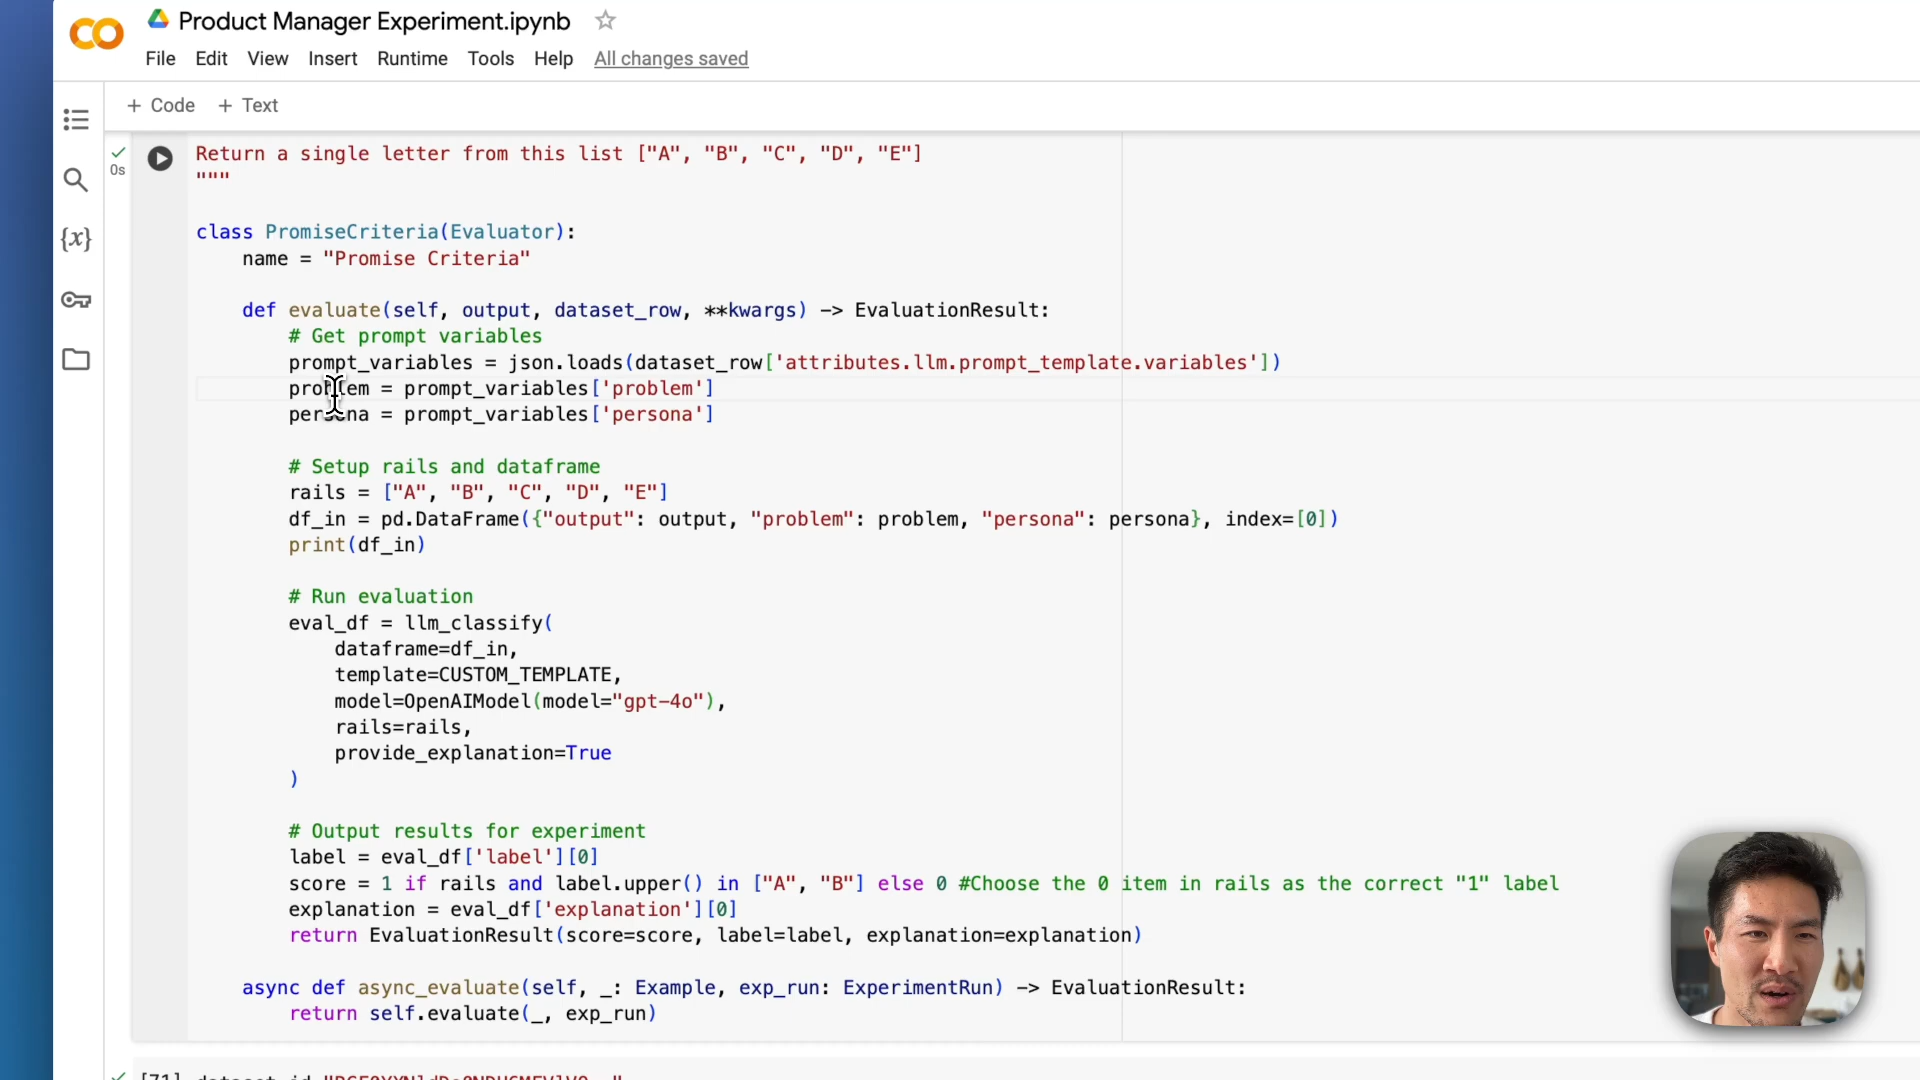 Product Manager Experiment.ipynb
File Edit View Insert Runtime Tools Help All changes saved
+ Code + Text
0s
Return a single letter from this list ["A", "B", "C", "D", "E"]
"""
class PromiseCriteria(Evaluator):
    name = "Promise Criteria"
    def evaluate(self, output, dataset_row, **kwargs) -> EvaluationResult:
        # Get prompt variables
        prompt_variables = json.loads(dataset_row['attributes.llm.prompt_template.variables'])
        problem = prompt_variables['problem']
        persona = prompt_variables['persona']
        # Setup rails and dataframe
        rails = ["A", "B", "C", "D", "E"]
        df_in = pd.DataFrame({"output": output, "problem": problem, "persona": persona}, index=[0])
        print(df_in)
        # Run evaluation
        eval_df = llm_classify(
            dataframe=df_in,
            template=CUSTOM_TEMPLATE,
            model=OpenAIModel(model="gpt-4o"),
            rails=rails,
            provide_explanation=True
        )
        # Output results for experiment
        label = eval_df['label'][0]
        score = 1 if rails and label.upper() in ["A", "B"] else 0 #Choose the 0 item in rails as the correct "1" label
        explanation = eval_df['explanation'][0]
        return EvaluationResult(score=score, label=label, explanation=explanation)
    async def async_evaluate(self, _: Example, exp_run: ExperimentRun) -> EvaluationResult:
        return self.evaluate(_, exp_run)
[71]